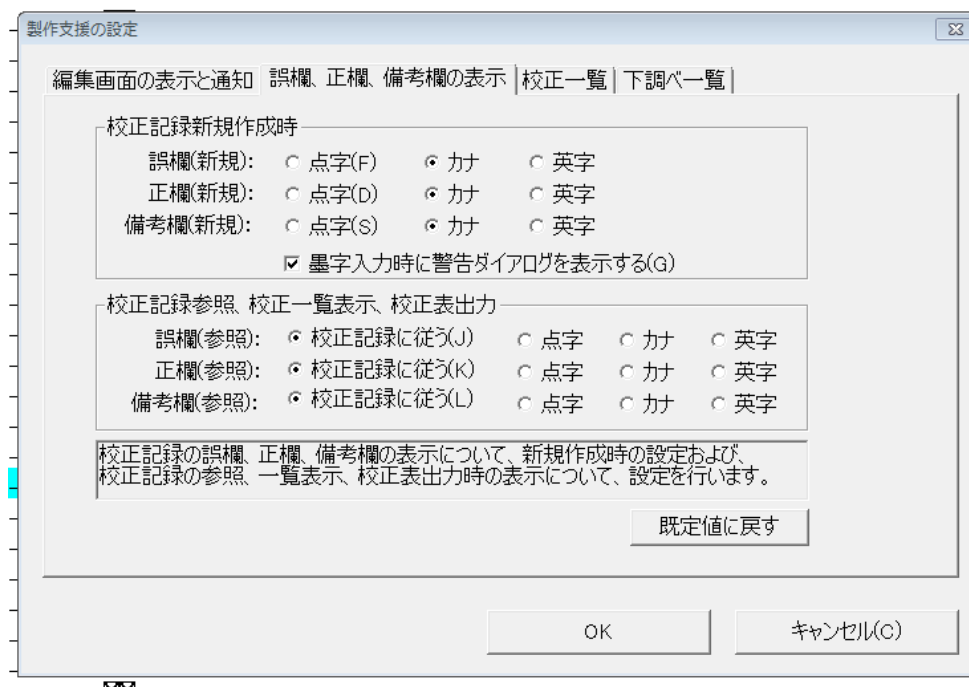 製作支援の設定
編集画面の表示と通知 誤欄、正欄、備考欄の表示 校正一覧 下調べ一覧
校正記録新規作成時
誤欄(新規): 点字(F) カナ 英字
正欄(新規): 点字(D) カナ 英字
備考欄(新規): 点字(S) カナ 英字
墨字入力時に警告ダイアログを表示する(G)
校正記録参照、校正一覧表示、校正表出力
誤欄(参照): 校正記録に従う(J) 点字 カナ 英字
正欄(参照): 校正記録に従う(K) 点字 カナ 英字
備考欄(参照): 校正記録に従う(L) 点字 カナ 英字
校正記録の誤欄、正欄、備考欄の表示について、新規作成時の設定および、
校正記録の参照、一覧表示、校正表出力時の表示について、設定を行います。
既定値に戻す
OK キャンセル(C)